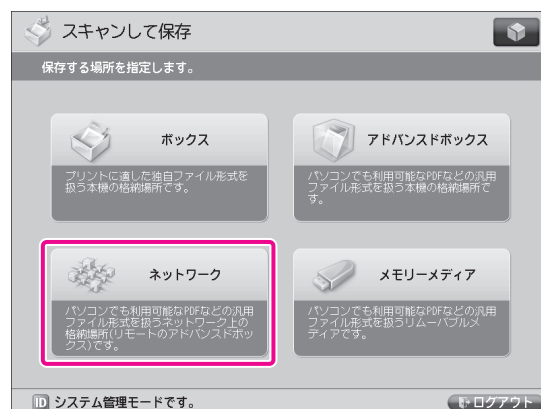 スキャンして保存
保存する場所を指定します。
ボックス
プリントに適した独自ファイル形式を
扱う本機の格納場所です。
アドバンスドボックス
パソコンでも利用可能なPDFなどの汎用
ファイル形式を扱う本機の格納場所で
す。
ネットワーク
パソコンでも利用可能なPDFなどの汎用
ファイル形式を扱うネットワーク上の
格納場所(リモートのアドバンスドボッ
クス)です。
メモリーメディア
パソコンでも利用可能なPDFなどの汎用
ファイル形式を扱うリムーバブルメ
ディアです。
ID システム管理モードです。
ログアウト